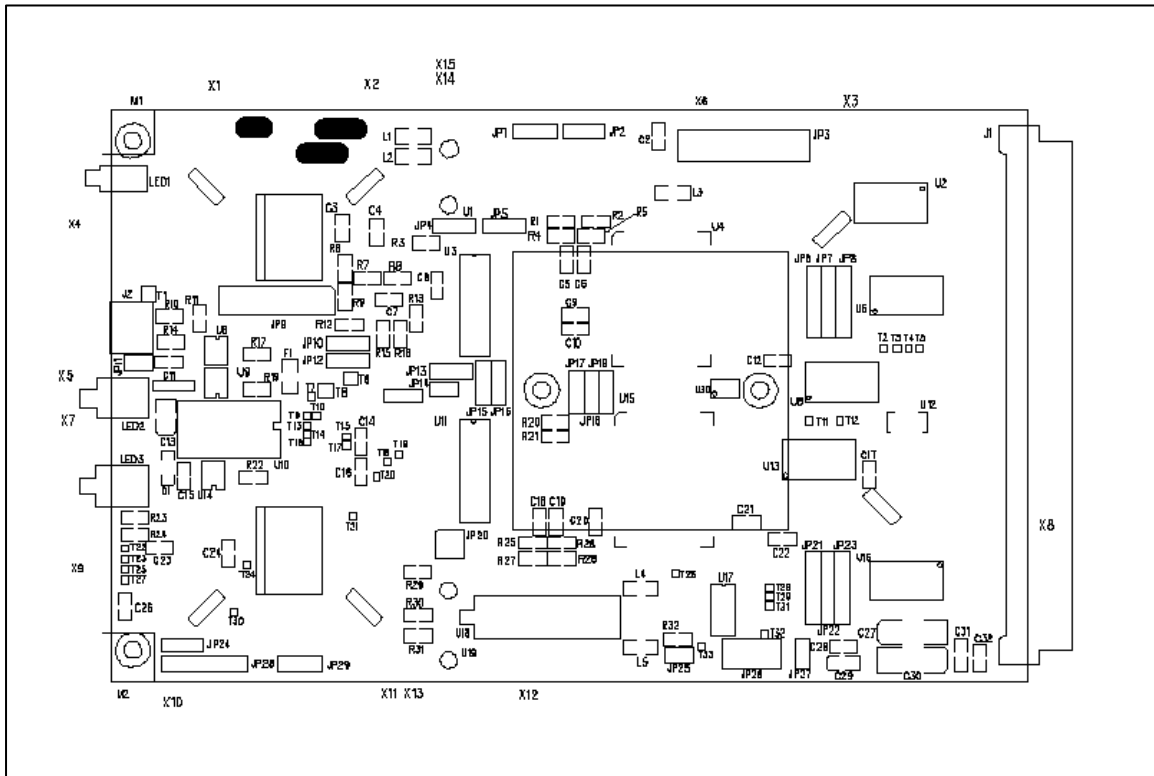 X15
X1 X2 X14
M1 X6 X3
L1 JP1 JP2 C2 JP3 J1
L2
LED1 U2
L3
X4 C3 C4 JP4 U1 JP5 R1 R2 R5
R3 R4 U4
R6 U3
R7 R8 C8 C5 C6 JP6 JP7 JP8
J2 T1 R9
R10 R11 C7 R13 C9 U6
JP9 R12
R14 U8 JP10 R15 R16 C10 T2 T3 T4 T5
R17 F1 JP12
JP11 JP13 JP17 JP19 C12
X5 C11 U9 R19 T7 T8 T6 JP14 U30
X7 JP15 JP16 U15 U12
LED2 T9 T10 JP18
C13 T13 T14 T15 C14 U11 R20 T11 T12
T16 T17 T19 R21
LED3 U10 T18 U13 C17
D1 C15 U14 R22 C16 T20
R23 T21 C18 C19 C20 C21 X8
R24 JP20 R25 R26 C22 JP21 JP23
T22 C23 C24
T23 R27 R28 U16
X9 T25 T24 T26 U17
T27 R29 L4 T28
T29
C26 T30 R30 T31
U18 R32 T32 JP22 C27
JP24 R31 U19 T33 C28 C31 C32
JP28 JP29 L5 JP25 JP26 JP27 C29 C30
M2 X10 X11 X13 X12